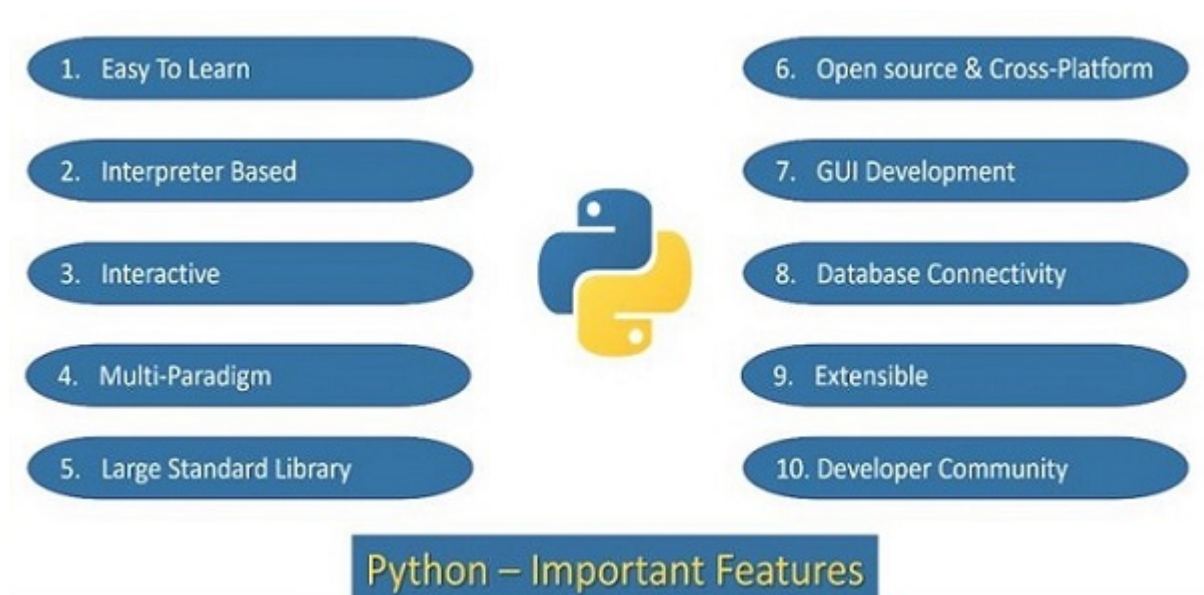 1. Easy To Learn
2. Interpreter Based
3. Interactive
4. Multi-Paradigm
5. Large Standard Library
6. Open source & Cross-Platform
7. GUI Development
8. Database Connectivity
9. Extensible
10. Developer Community
Python – Important Features